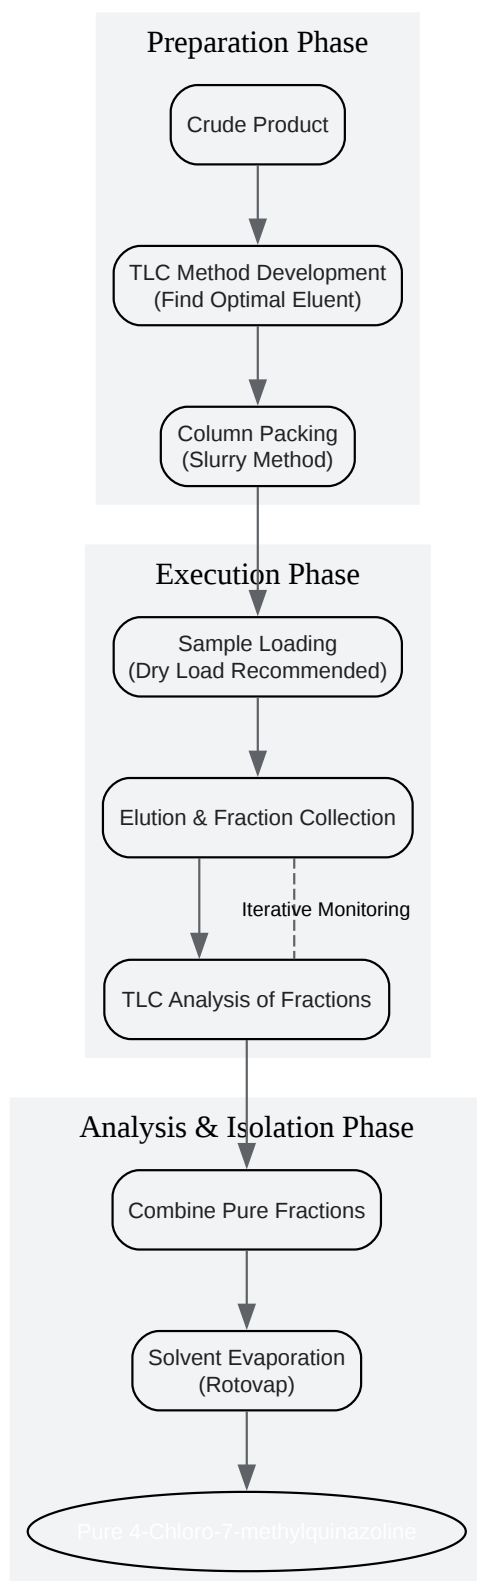 Preparation Phase
Crude Product
TLC Method Development
(Find Optimal Eluent)
Column Packing
(Slurry Method)
Execution Phase
Sample Loading
(Dry Load Recommended)
Elution & Fraction Collection
Iterative Monitoring
TLC Analysis of Fractions
Analysis & Isolation Phase
Combine Pure Fractions
Solvent Evaporation
(Rotovap)
Pure 4-Chloro-7-methylquinazoline